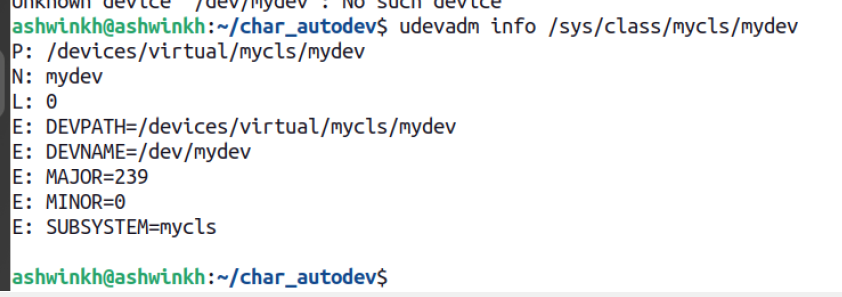 Unknown device "/dev/mydev": No such device
ashwinkh@ashwinkh:~/char_autodev$ udevadm info /sys/class/mycls/mydev
P: /devices/virtual/mycls/mydev
N: mydev
L: 0
E: DEVPATH=/devices/virtual/mycls/mydev
E: DEVNAME=/dev/mydev
E: MAJOR=239
E: MINOR=0
E: SUBSYSTEM=mycls
ashwinkh@ashwinkh:~/char_autodev$